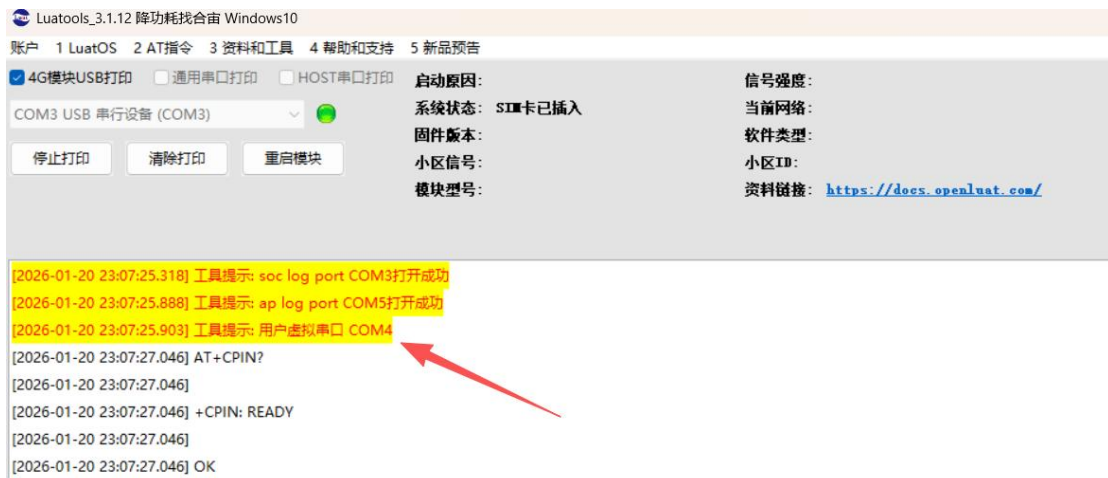 Luatools_3.1.12 降功耗找合宙 Windows10
账户 1 LuatOS 2 AT指令 3 资料和工具 4 帮助和支持 5 新品预告
4G模块USB打印 通用串口打印 HOST串口打印 启动原因: 信号强度:
COM3 USB 串行设备 (COM3) 系统状态: SIM卡已插入 当前网络:
固件版本: 软件类型:
停止打印 清除打印 重启模块 小区信号: 小区ID:
模块型号: 资料链接: https://docs.openluat.com/
[2026-01-20 23:07:25.318] 工具提示: soc log port COM3打开成功
[2026-01-20 23:07:25.888] 工具提示: ap log port COM5打开成功
[2026-01-20 23:07:25.903] 工具提示: 用户虚拟串口 COM4
[2026-01-20 23:07:27.046] AT+CPIN?
[2026-01-20 23:07:27.046]
[2026-01-20 23:07:27.046] +CPIN: READY
[2026-01-20 23:07:27.046]
[2026-01-20 23:07:27.046] OK